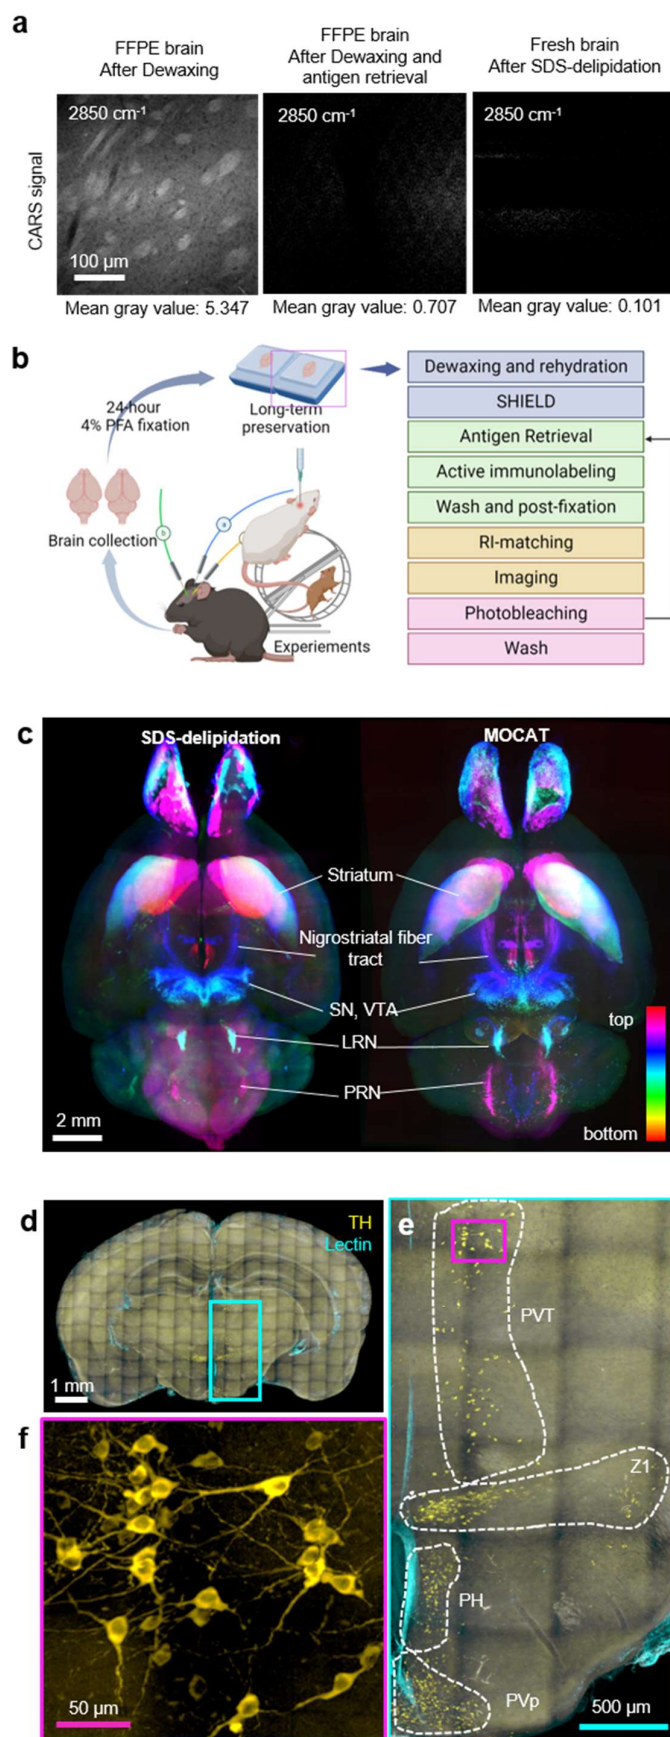 a
FFPE brain
After Dewaxing
FFPE brain
After Dewaxing and
antigen retrieval
Fresh brain
After SDS-delipidation
CARS signal
2850 cm⁻¹
2850 cm⁻¹
2850 cm⁻¹
100 µm
Mean gray value: 5.347
Mean gray value: 0.707
Mean gray value: 0.101
b
24-hour
4% PFA fixation
Long-term
preservation
Brain collection
b
a
Experiements
Dewaxing and rehydration
SHIELD
Antigen Retrieval
Active immunolabeling
Wash and post-fixation
RI-matching
Imaging
Photobleaching
Wash
c
SDS-delipidation
MOCAT
Striatum
Nigrostriatal fiber
tract
SN, VTA
LRN
PRN
top
bottom
2 mm
d
TH
Lectin
1 mm
e
PVT
Z1
PH
PVp
500 µm
f
50 µm